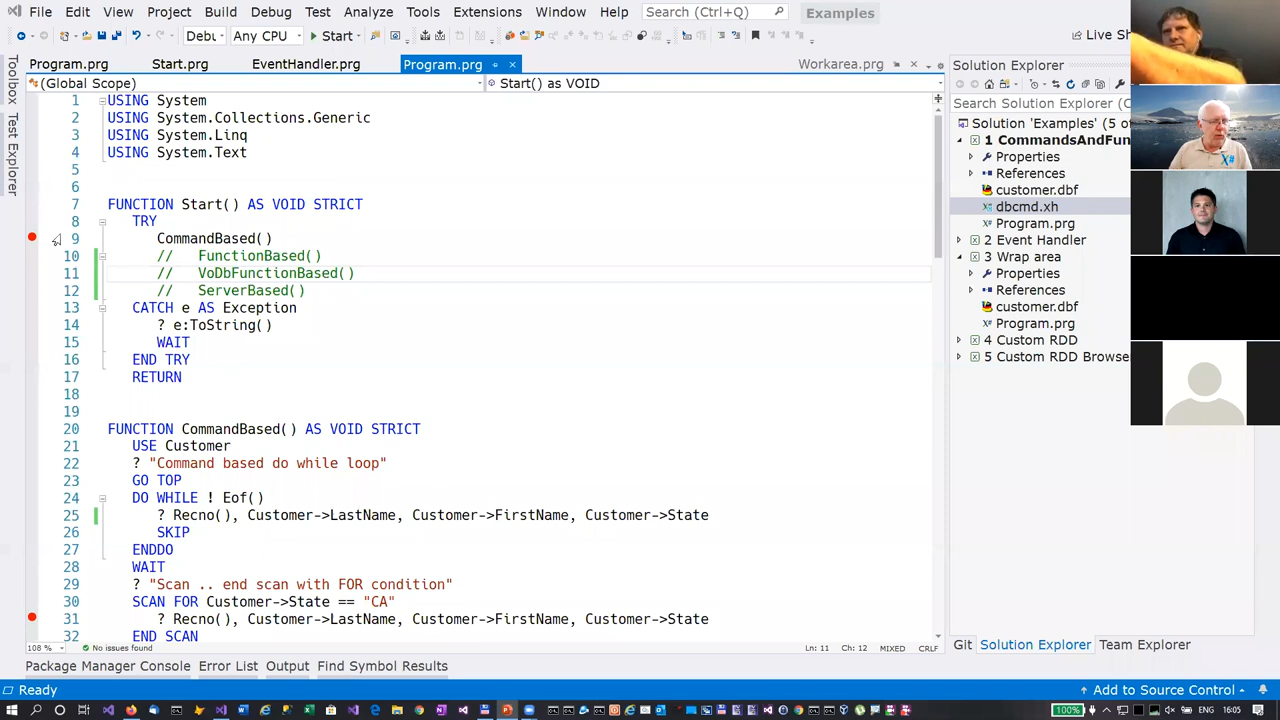 File Edit View Project Build Debug Test Analyze Tools Extensions Window Help Search (Ctrl+Q) Examples
Debu Any CPU Start Live Sh
Program.prg Start.prg EventHandler.prg Program.prg Workarea.prg Solution Explorer
(Global Scope) Start() as VOID
Toolbox
Test Explorer
1 USING System
2 USING System.Collections.Generic
3 USING System.Linq
4 USING System.Text
5
6
7 FUNCTION Start() AS VOID STRICT
8 TRY
9 CommandBased()
10 // FunctionBased()
11 // VoDbFunctionBased()
12 // ServerBased()
13 CATCH e AS Exception
14 ? e:ToString()
15 WAIT
16 END TRY
17 RETURN
18
19
20 FUNCTION CommandBased() AS VOID STRICT
21 USE Customer
22 ? "Command based do while loop"
23 GO TOP
24 DO WHILE ! Eof()
25 ? Recno(), Customer->LastName, Customer->FirstName, Customer->State
26 SKIP
27 ENDDO
28 WAIT
29 ? "Scan .. end scan with FOR condition"
30 SCAN FOR Customer->State == "CA"
31 ? Recno(), Customer->LastName, Customer->FirstName, Customer->State
32 END SCAN
Search Solution Explorer (C
Solution 'Examples' (5 of
1 CommandsAndFun
Properties
References
customer.dbf
dbcmd.xh
Program.prg
2 Event Handler
3 Wrap area
Properties
References
customer.dbf
Program.prg
4 Custom RDD
5 Custom RDD Browse
X#
108 % No issues found Ln: 11 Ch: 12 MIXED CRLF
Git Solution Explorer Team Explorer
Package Manager Console Error List Output Find Symbol Results
Ready Add to Source Control
100% ENG 16:05